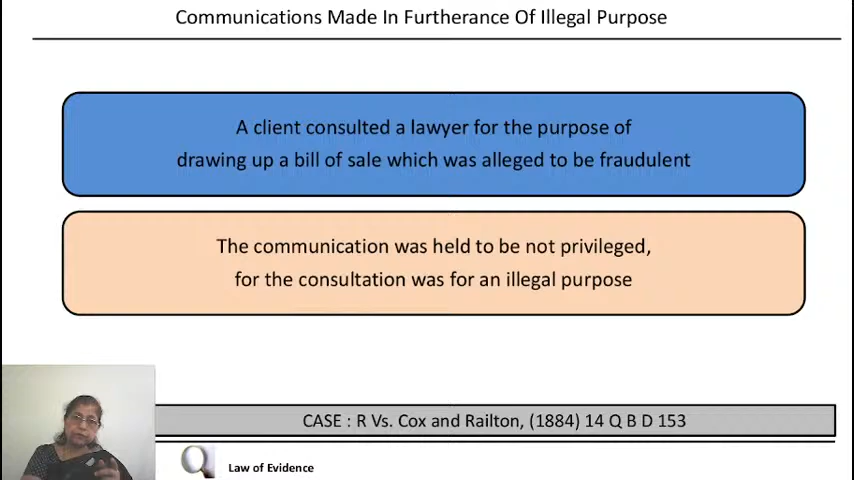 Communications Made In Furtherance Of Illegal Purpose
A client consulted a lawyer for the purpose of
drawing up a bill of sale which was alleged to be fraudulent
The communication was held to be not privileged,
for the consultation was for an illegal purpose
CASE : R Vs. Cox and Railton, (1884) 14 Q B D 153
Law of Evidence